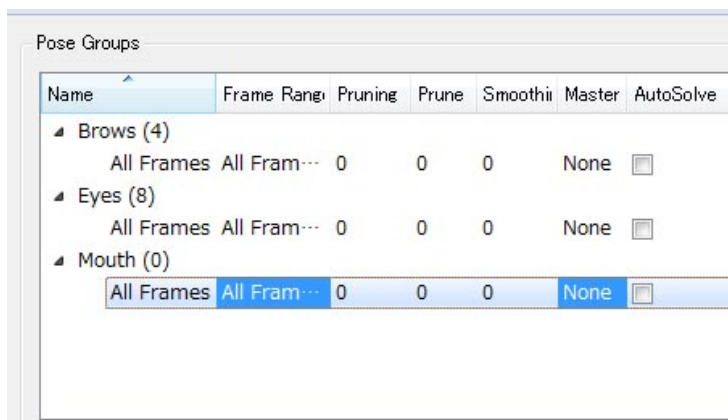 Pose Groups
Name Frame Rang Pruning Prune Smoothi Master AutoSolve
Brows (4)
All Frames All Fram… 0 0 0 None
Eyes (8)
All Frames All Fram… 0 0 0 None
Mouth (0)
All Frames All Fram… 0 0 0 None